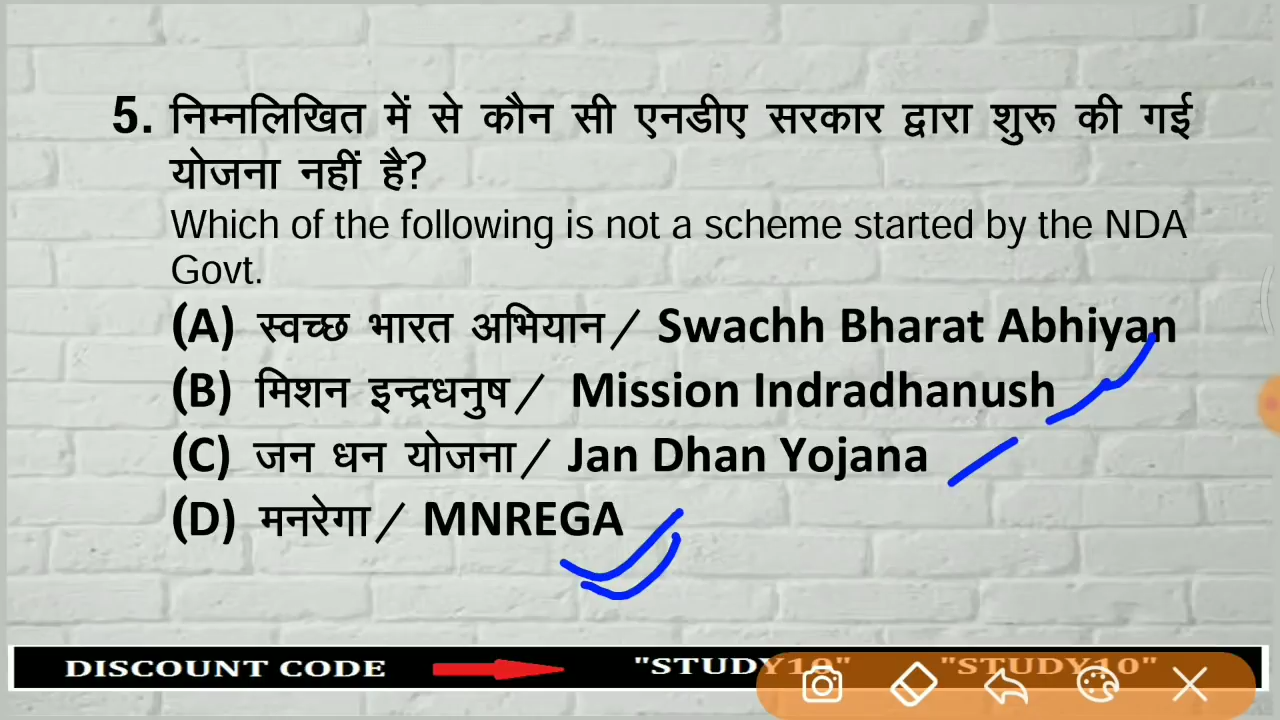 5. निम्नलिखित में से कौन सी एनडीए सरकार द्वारा शुरू की गई
योजना नहीं है?
Which of the following is not a scheme started by the NDA
Govt.
(A) स्वच्छ भारत अभियान/ Swachh Bharat Abhiyan
(B) मिशन इन्द्रधनुष/ Mission Indradhanush
(C) जन धन योजना/ Jan Dhan Yojana
(D) मनरेगा/ MNREGA
DISCOUNT CODE "STUDY10" "STUDY10"